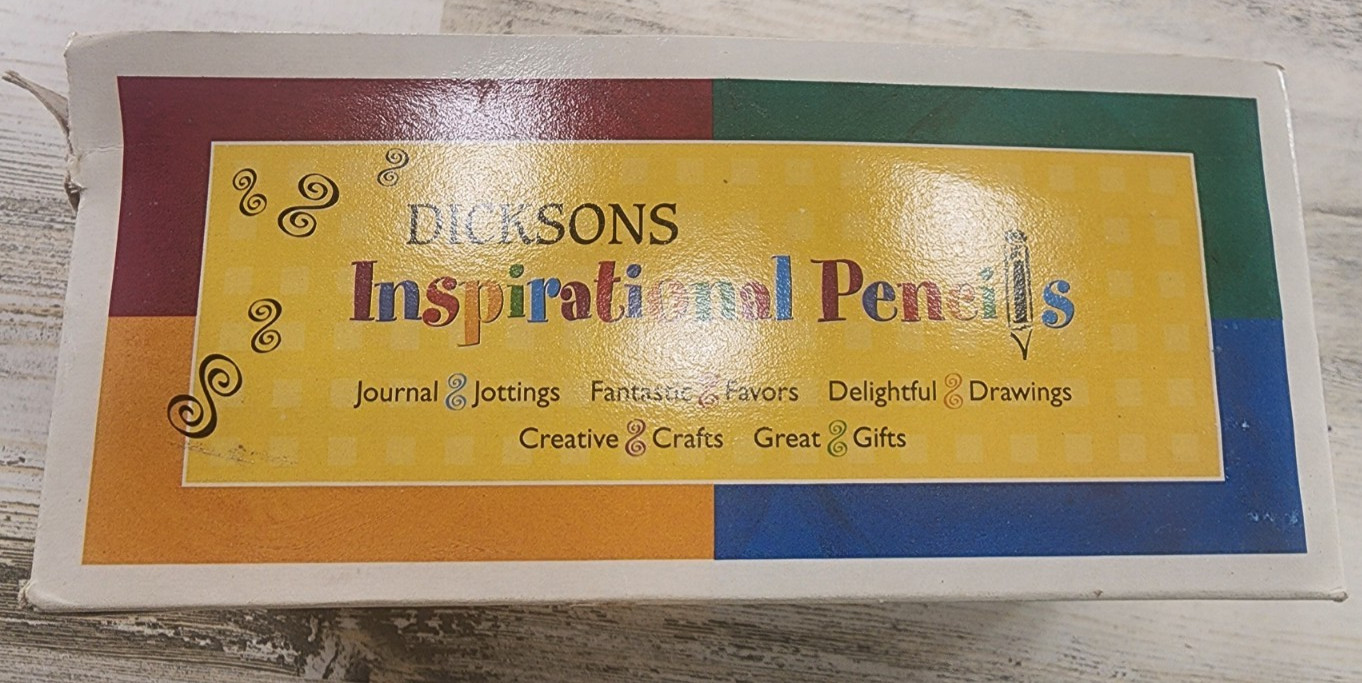 DICKSONS
Inspirational Pencils
Journal Jottings Fantastic Favors Delightful Drawings
Creative Crafts Great Gifts